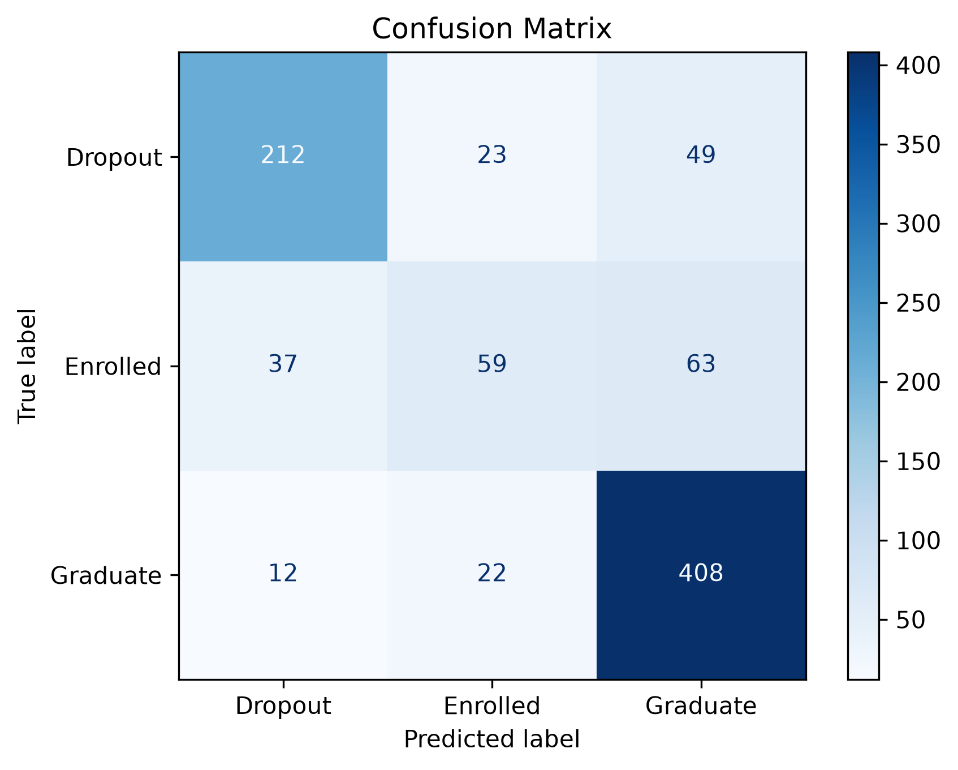 Confusion Matrix
True label
Dropout 212 23 49
Enrolled 37 59 63
Graduate 12 22 408
Dropout Enrolled Graduate
Predicted label
400
350
300
250
200
150
100
50